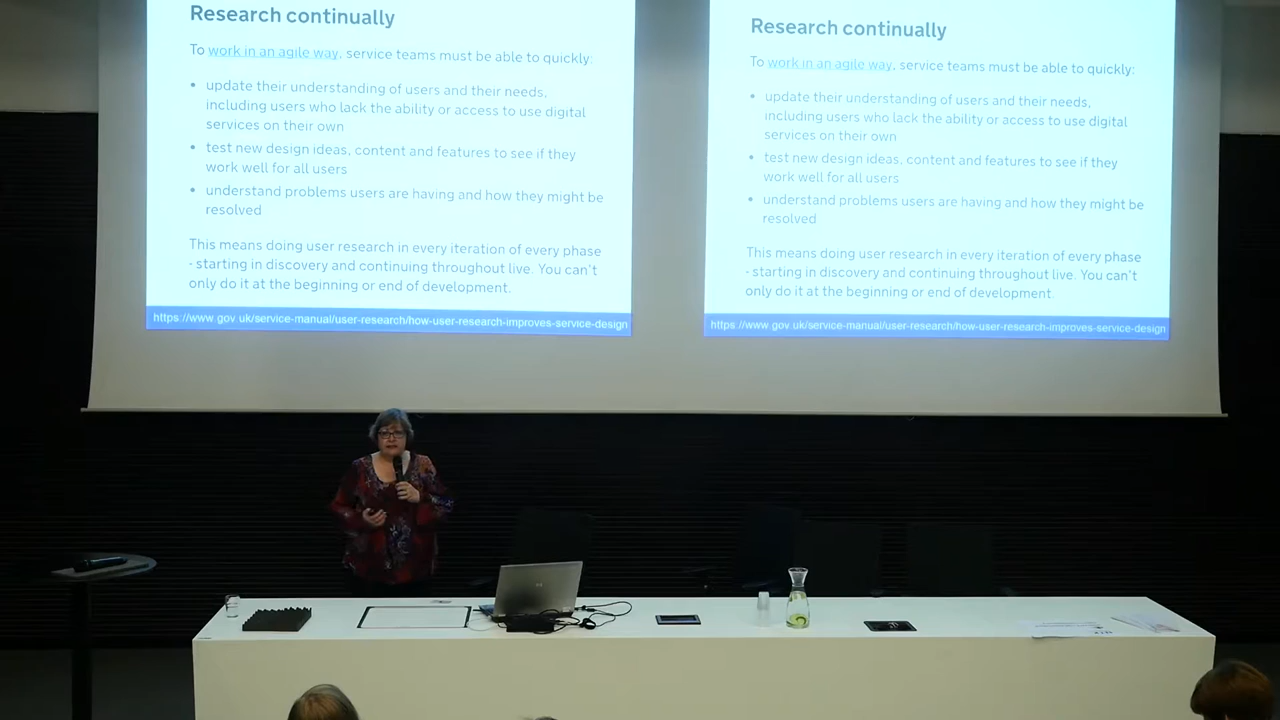 Research continually
To work in an agile way, service teams must be able to quickly:
• update their understanding of users and their needs,
including users who lack the ability or access to use digital
services on their own
• test new design ideas, content and features to see if they
work well for all users
• understand problems users are having and how they might be
resolved
This means doing user research in every iteration of every phase
- starting in discovery and continuing throughout live. You can't
only do it at the beginning or end of development.
https://www.gov.uk/service-manual/user-research/how-user-research-improves-service-design
Research continually
To work in an agile way, service teams must be able to quickly:
• update their understanding of users and their needs,
including users who lack the ability or access to use digital
services on their own
• test new design ideas, content and features to see if they
work well for all users
• understand problems users are having and how they might be
resolved
This means doing user research in every iteration of every phase
- starting in discovery and continuing throughout live. You can't
only do it at the beginning or end of development.
https://www.gov.uk/service-manual/user-research/how-user-research-improves-service-design